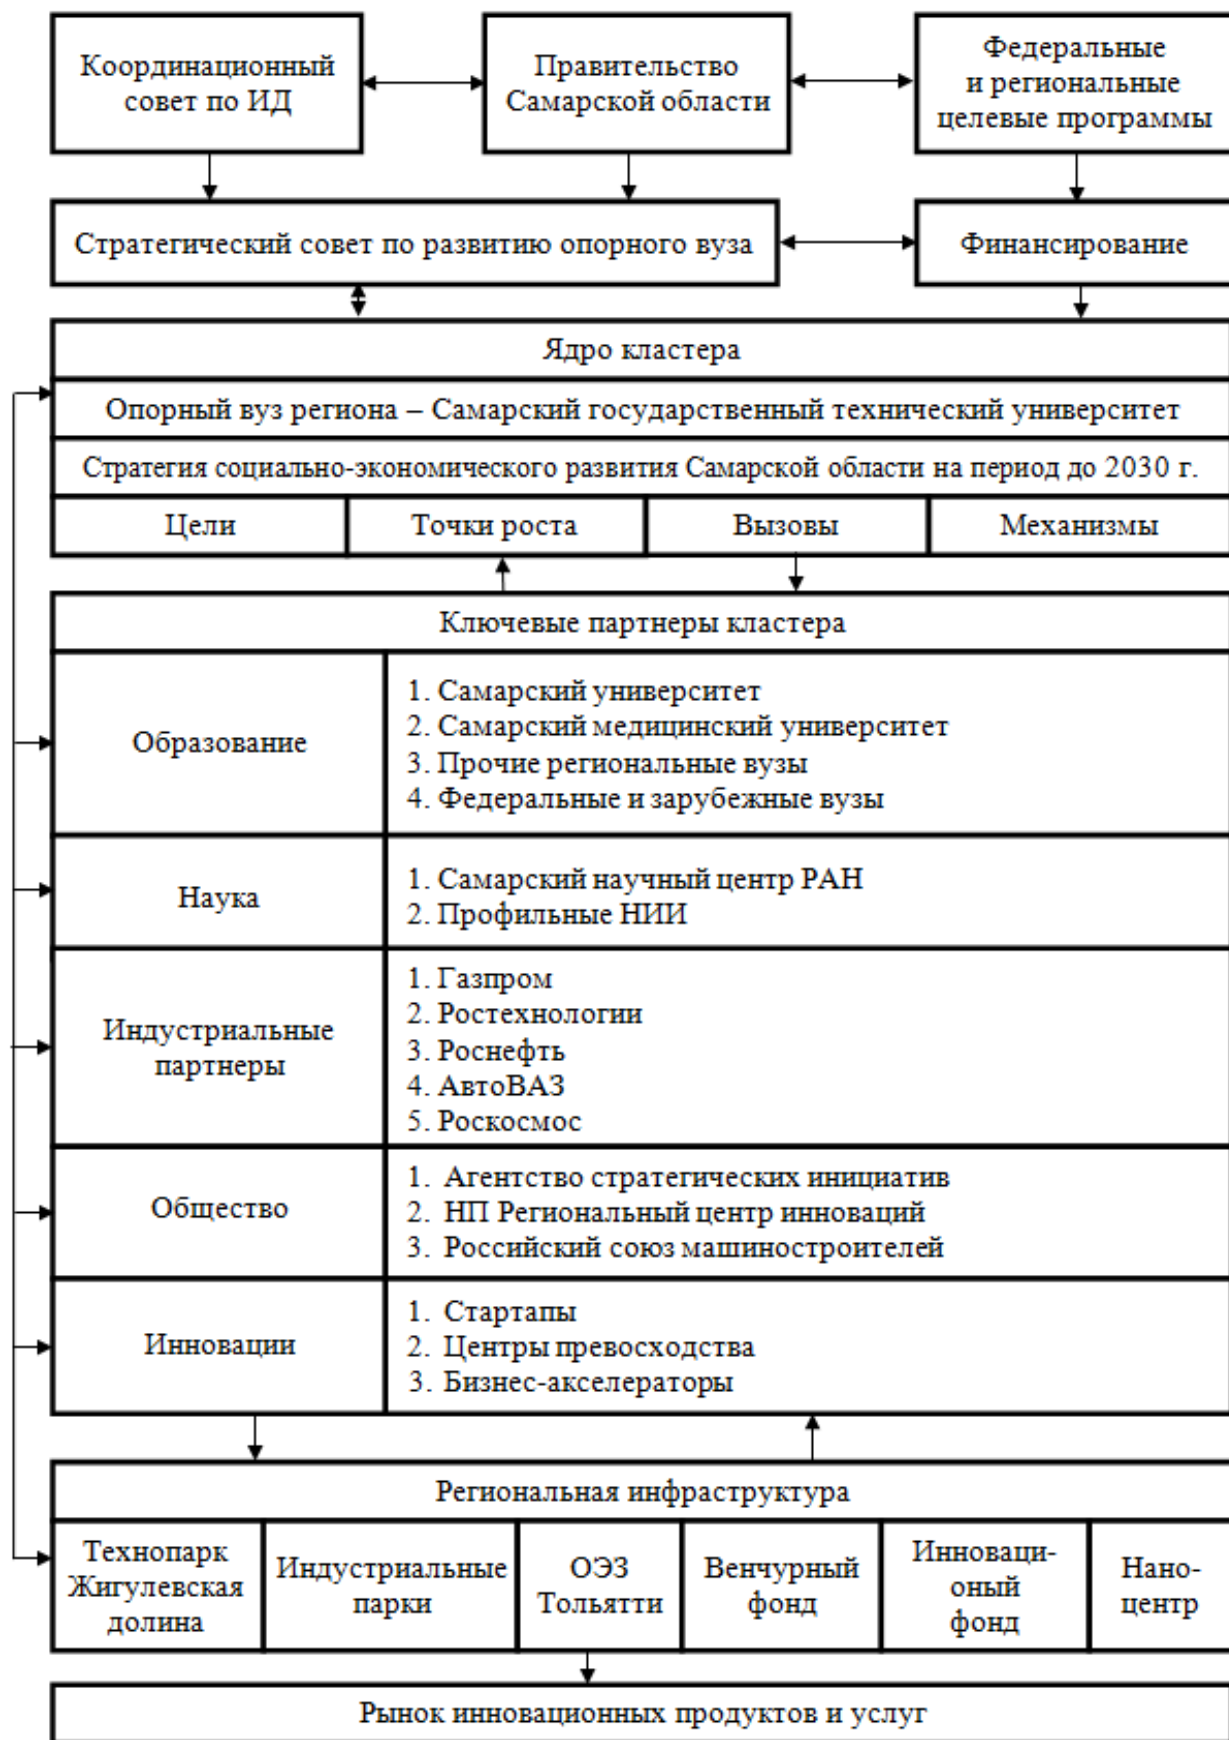 Координационный
совет по ИД
Правительство
Самарской области
Федеральные
и региональные
целевые программы
Стратегический совет по развитию опорного вуза
Финансирование
Ядро кластера
Опорный вуз региона – Самарский государственный технический университет
Стратегия социально-экономического развития Самарской области на период до 2030 г.
Цели
Точки роста
Вызовы
Механизмы
Ключевые партнеры кластера
Образование
1. Самарский университет
2. Самарский медицинский университет
3. Прочие региональные вузы
4. Федеральные и зарубежные вузы
Наука
1. Самарский научный центр РАН
2. Профильные НИИ
Индустриальные
партнеры
1. Газпром
2. Ростехнологии
3. Роснефть
4. АвтоВАЗ
5. Роскосмос
Общество
1. Агентство стратегических инициатив
2. НП Региональный центр инноваций
3. Российский союз машиностроителей
Инновации
1. Стартапы
2. Центры превосходства
3. Бизнес-акселераторы
Региональная инфраструктура
Технопарк
Жигулевская
долина
Индустриальные
парки
ОЭЗ
Тольятти
Венчурный
фонд
Инноваци-
оный
фонд
Нано-
центр
Рынок инновационных продуктов и услуг